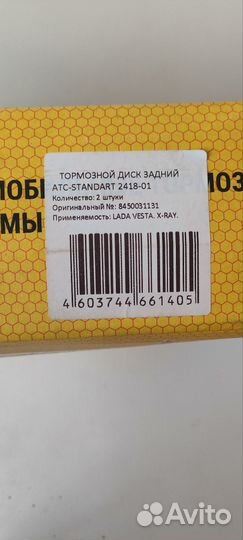 ТОРМОЗНОЙ ДИСК ЗАДНИЙ
ATC-STANDART 2418-01
Количество: 2 штуки
Оригинальный №: 8450031131
Применяемость: LADA VESTA. X-RAY.
4 603744 661405
МОБ
МОЗ
МЫ
Avito